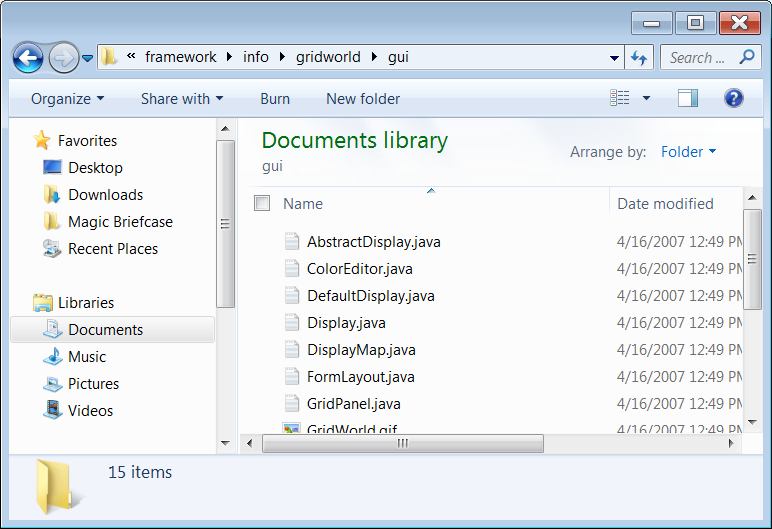 « framework info gridworld gui
Search ...
Organize Share with Burn New folder
Favorites
Desktop
Downloads
Magic Briefcase
Recent Places
Libraries
Documents
Music
Pictures
Videos
Documents library
gui
Arrange by: Folder
Name Date modified
AbstractDisplay.java 4/16/2007 12:49 PM
ColorEditor.java 4/16/2007 12:49 PM
DefaultDisplay.java 4/16/2007 12:49 PM
Display.java 4/16/2007 12:49 PM
DisplayMap.java 4/16/2007 12:49 PM
FormLayout.java 4/16/2007 12:49 PM
GridPanel.java 4/16/2007 12:49 PM
GridWorld.gif 4/16/2007 12:49 PM
15 items